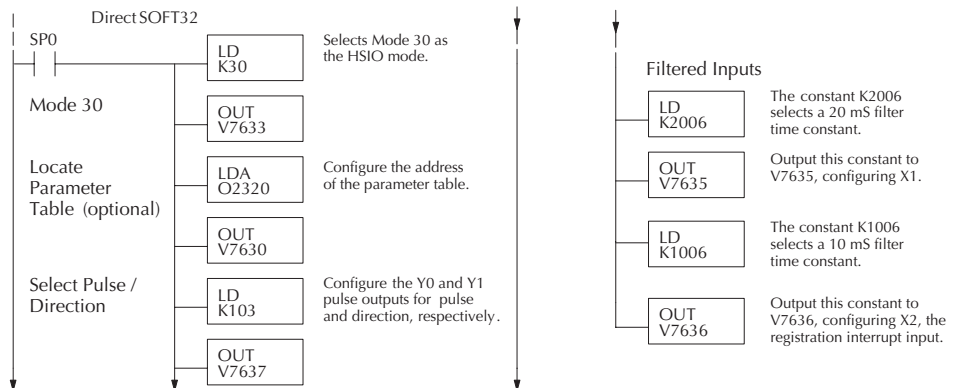 DirectSOFT32
SP0
LD
K30
Selects Mode 30 as
the HSIO mode.
Mode 30
OUT
V7633
Locate
Parameter
Table (optional)
LDA
O2320
Configure the address
of the parameter table.
OUT
V7630
Select Pulse /
Direction
LD
K103
Configure the Y0 and Y1
pulse outputs for pulse
and direction, respectively.
OUT
V7637
Filtered Inputs
LD
K2006
The constant K2006
selects a 20 mS filter
time constant.
OUT
V7635
Output this constant to
V7635, configuring X1.
LD
K1006
The constant K1006
selects a 10 mS filter
time constant.
OUT
V7636
Output this constant to
V7636, configuring X2, the
registration interrupt input.